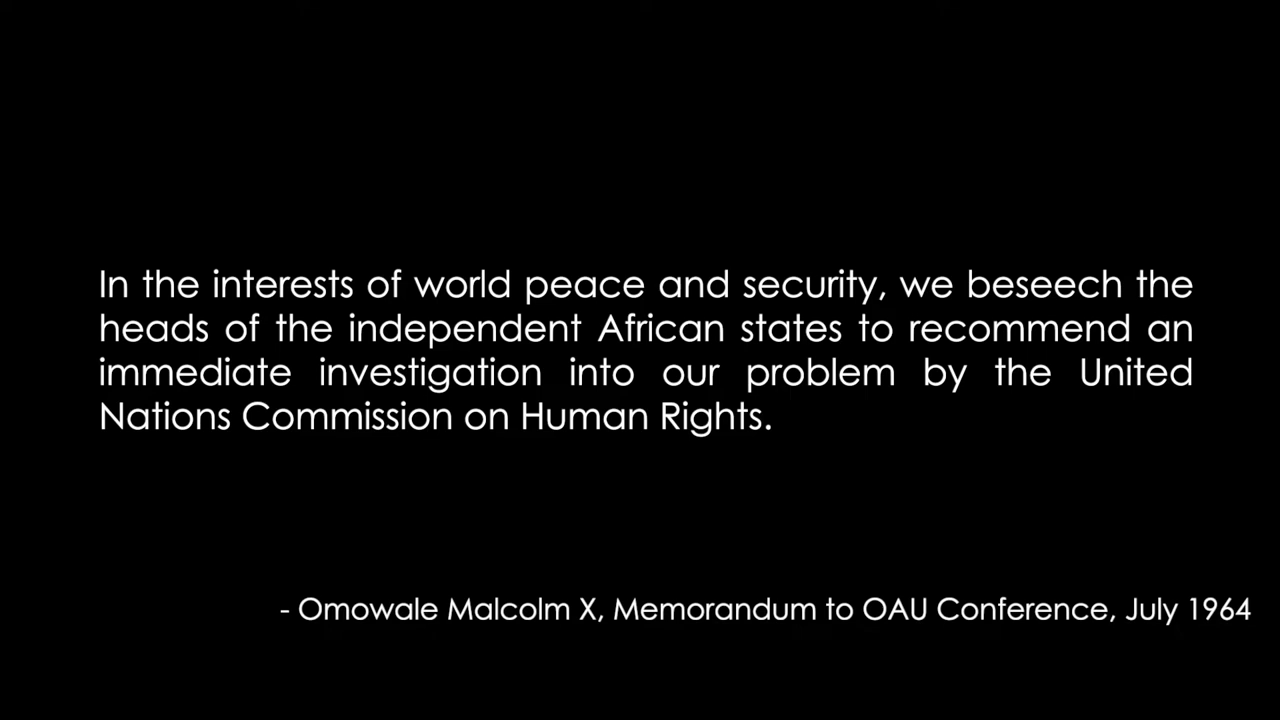 In the interests of world peace and security, we beseech the
heads of the independent African states to recommend an
immediate investigation into our problem by the United
Nations Commission on Human Rights.
- Omowale Malcolm X, Memorandum to OAU Conference, July 1964